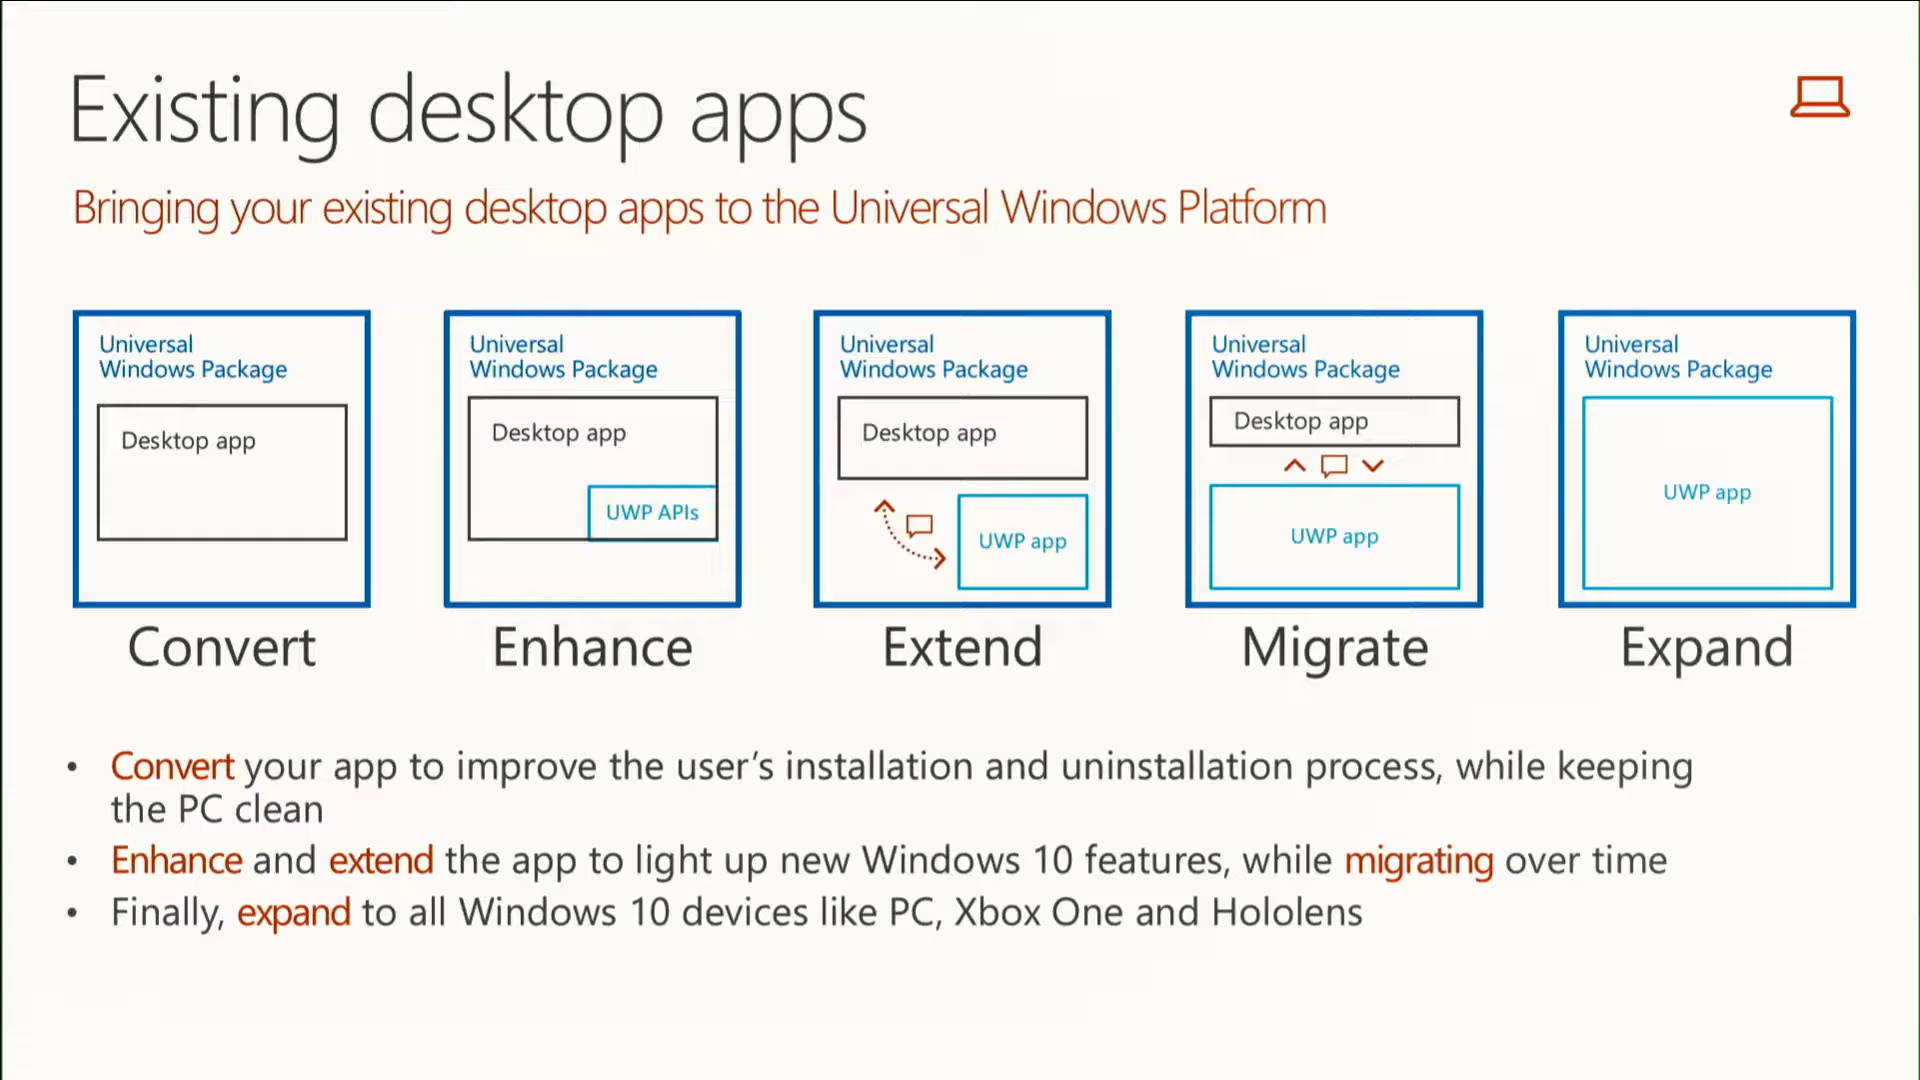 Existing desktop apps
Bringing your existing desktop apps to the Universal Windows Platform
Universal
Windows Package
Desktop app
Convert
Universal
Windows Package
Desktop app
UWP APIs
Enhance
Universal
Windows Package
Desktop app
UWP app
Extend
Universal
Windows Package
Desktop app
UWP app
Migrate
Universal
Windows Package
UWP app
Expand
• Convert your app to improve the user’s installation and uninstallation process, while keeping
the PC clean
• Enhance and extend the app to light up new Windows 10 features, while migrating over time
• Finally, expand to all Windows 10 devices like PC, Xbox One and Hololens